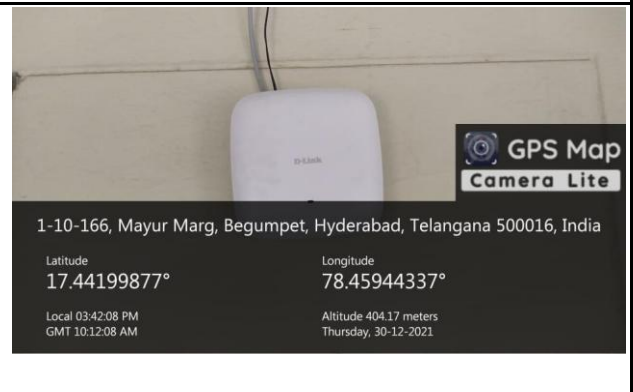 D-Link
GPS Map
Camera Lite
1-10-166, Mayur Marg, Begumpet, Hyderabad, Telangana 500016, India
Latitude
17.44199877°
Longitude
78.45944337°
Local 03:42:08 PM
GMT 10:12:08 AM
Altitude 404.17 meters
Thursday, 30-12-2021